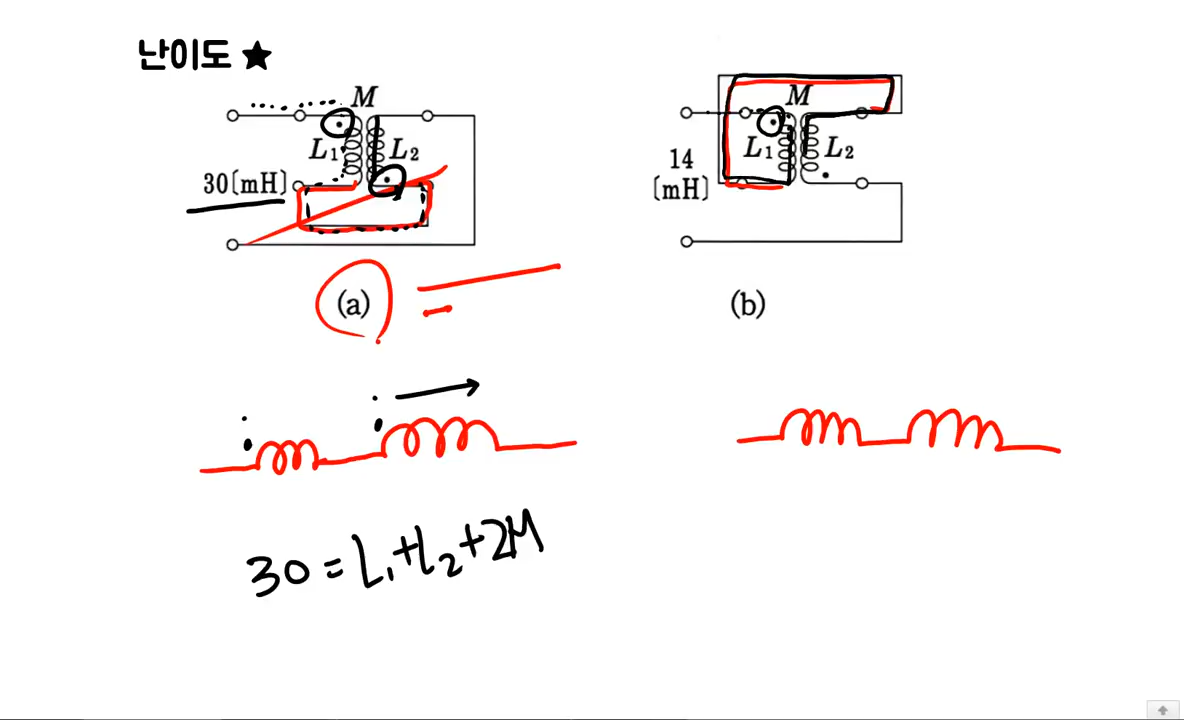 난이도 ★
M
L₁ L₂
30[mH]
(a)
M
L₁ L₂
14
[mH]
(b)
30 = L₁+L₂+2M